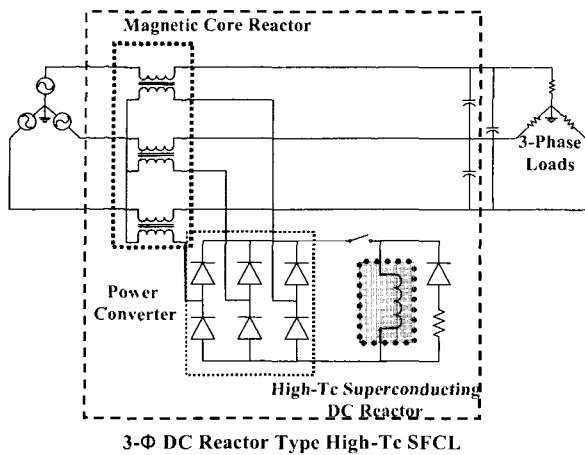 Magnetic Core Reactor
3-Phase
Loads
Power
Converter
High-Tc Superconducting
DC Reactor
3-Φ DC Reactor Type High-Tc SFCL